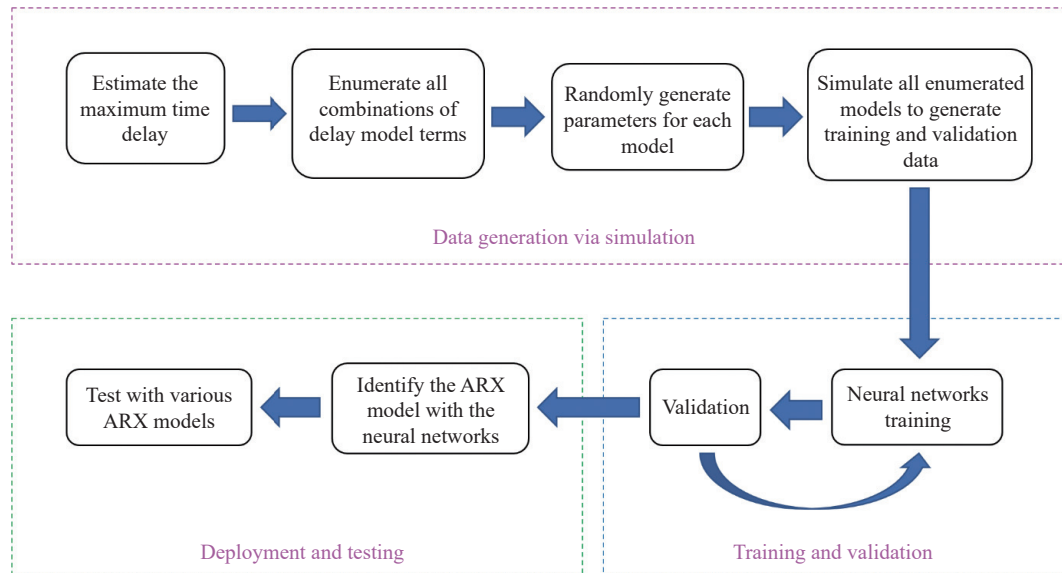 Estimate the
maximum time
delay
Enumerate all
combinations of
delay model terms
Randomly generate
parameters for each
model
Simulate all enumerated
models to generate
training and validation
data
Data generation via simulation
Neural networks
training
Validation
Training and validation
Identify the ARX
model with the
neural networks
Test with various
ARX models
Deployment and testing